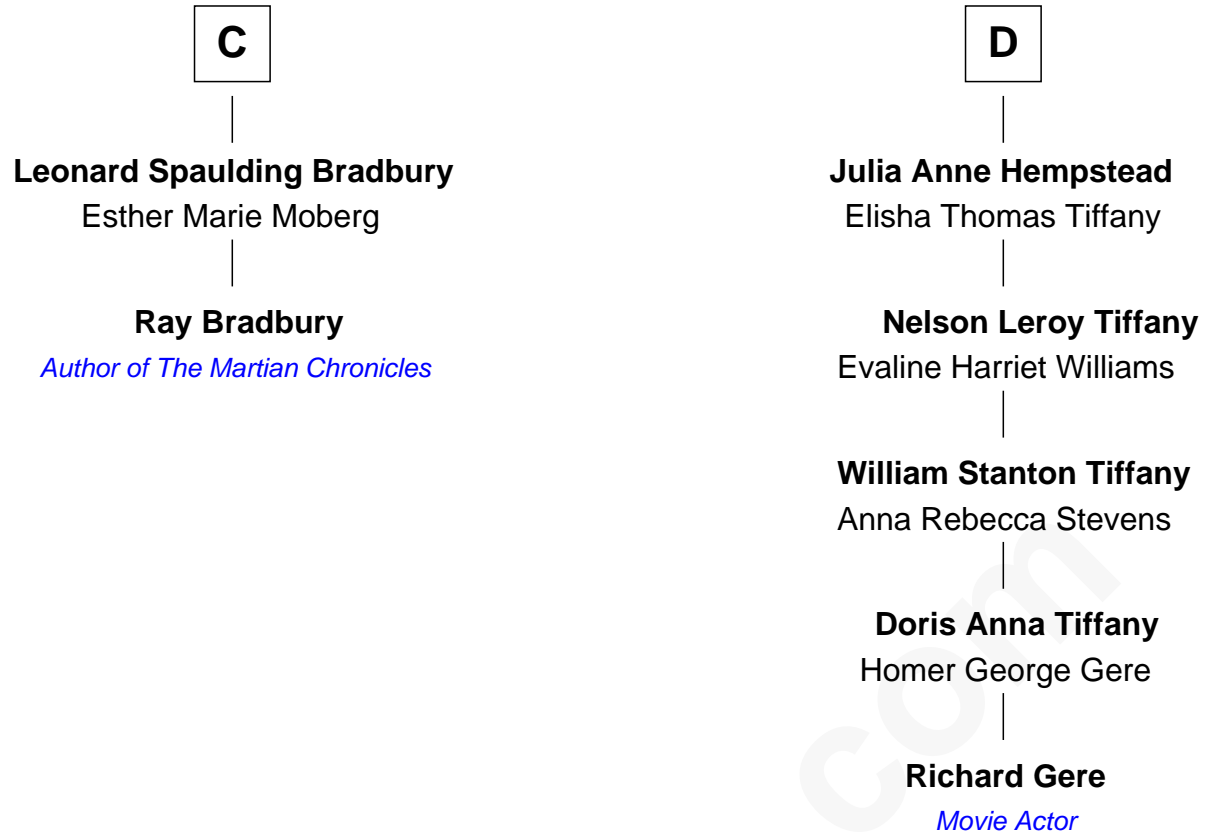 C
Leonard Spaulding Bradbury
Esther Marie Moberg
Ray Bradbury
Author of The Martian Chronicles
D
Julia Anne Hempstead
Elisha Thomas Tiffany
Nelson Leroy Tiffany
Evaline Harriet Williams
William Stanton Tiffany
Anna Rebecca Stevens
Doris Anna Tiffany
Homer George Gere
Richard Gere
Movie Actor
com